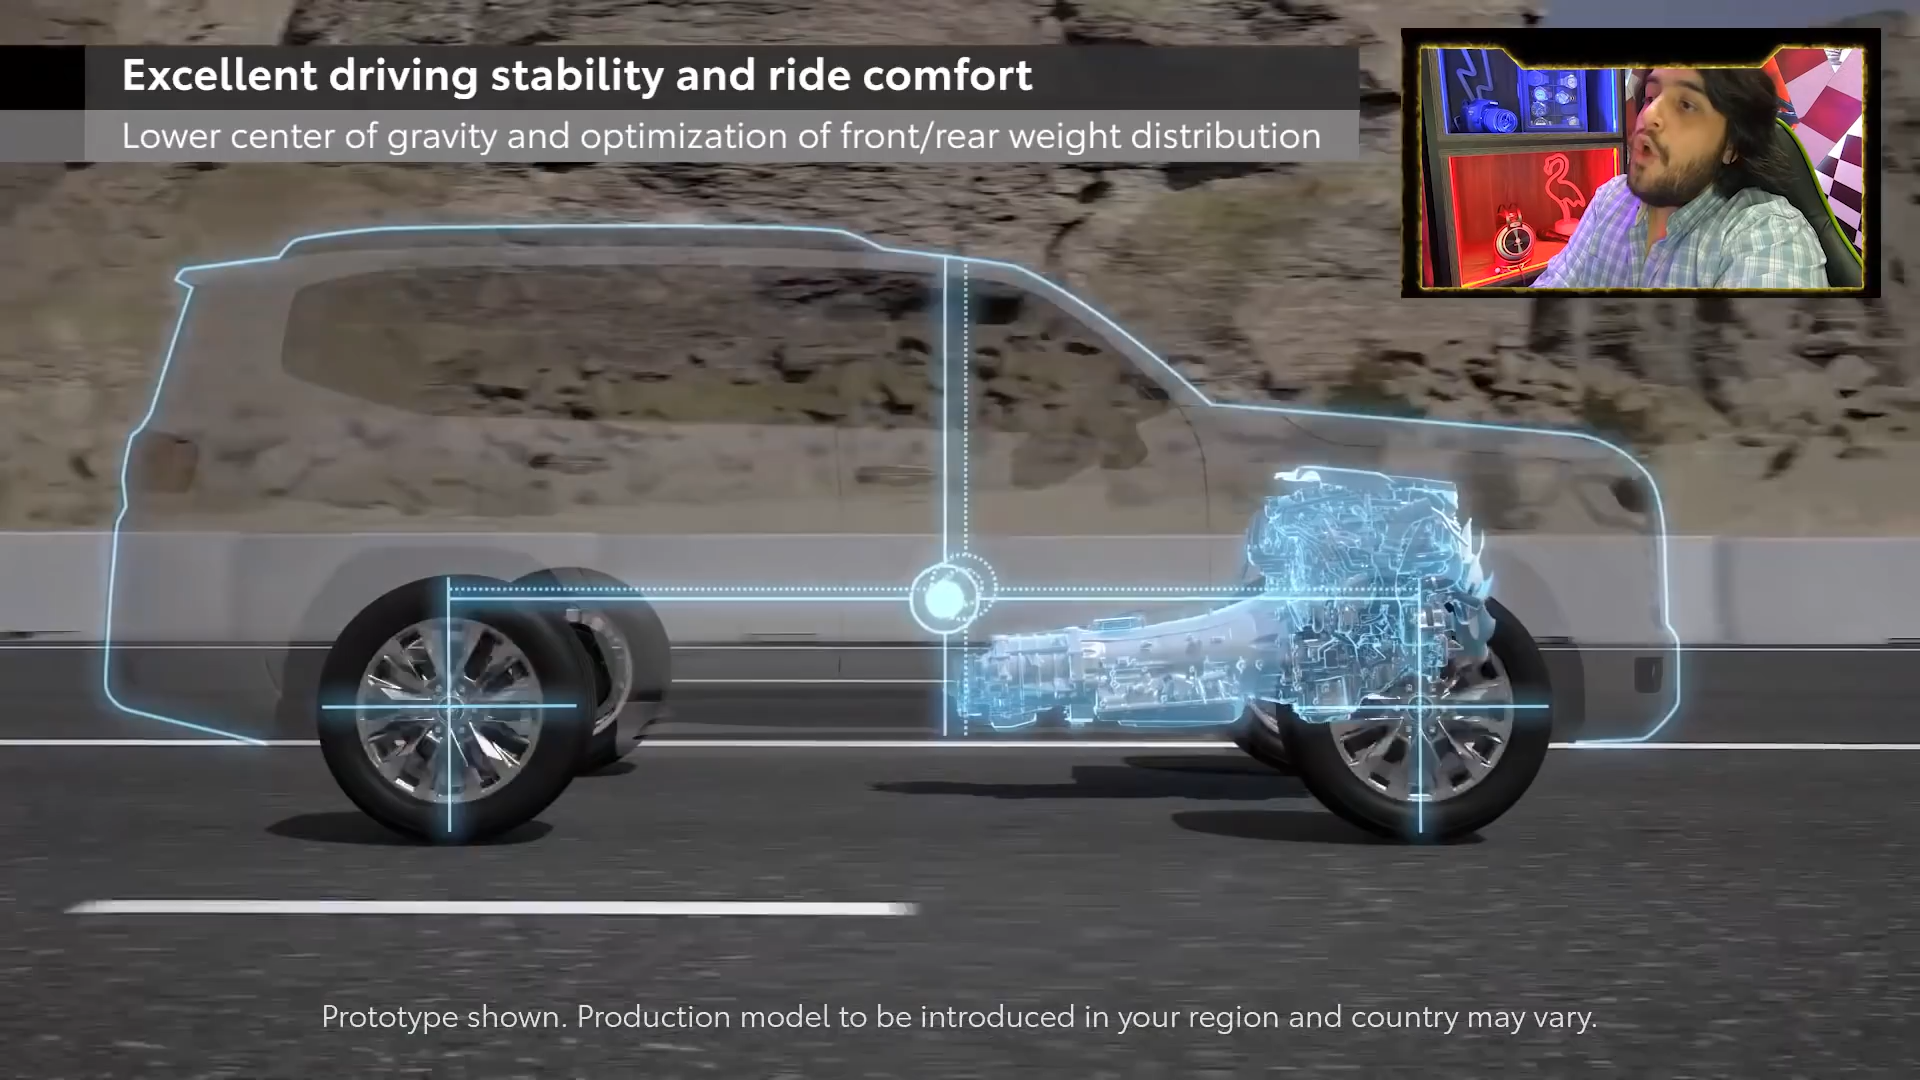 Excellent driving stability and ride comfort
Lower center of gravity and optimization of front/rear weight distribution
Prototype shown. Production model to be introduced in your region and country may vary.